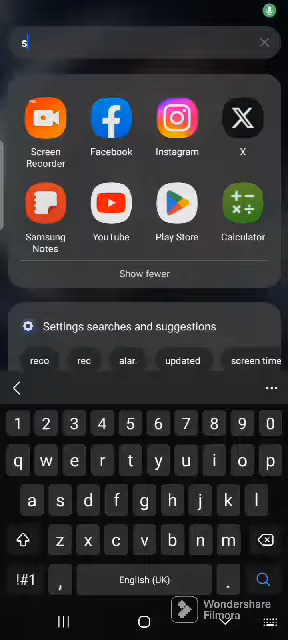 s
Screen Recorder
Facebook
Instagram
X
Samsung Notes
YouTube
Play Store
Calculator
Show fewer
Settings searches and suggestions
reco rec alar. updated screen time
1 2 3 4 5 6 7 8 9 0
q w e r t y u i o p
a s d f g h j k l
z x c v b n m
!#1 , English (UK) .
Wondershare
Filmora